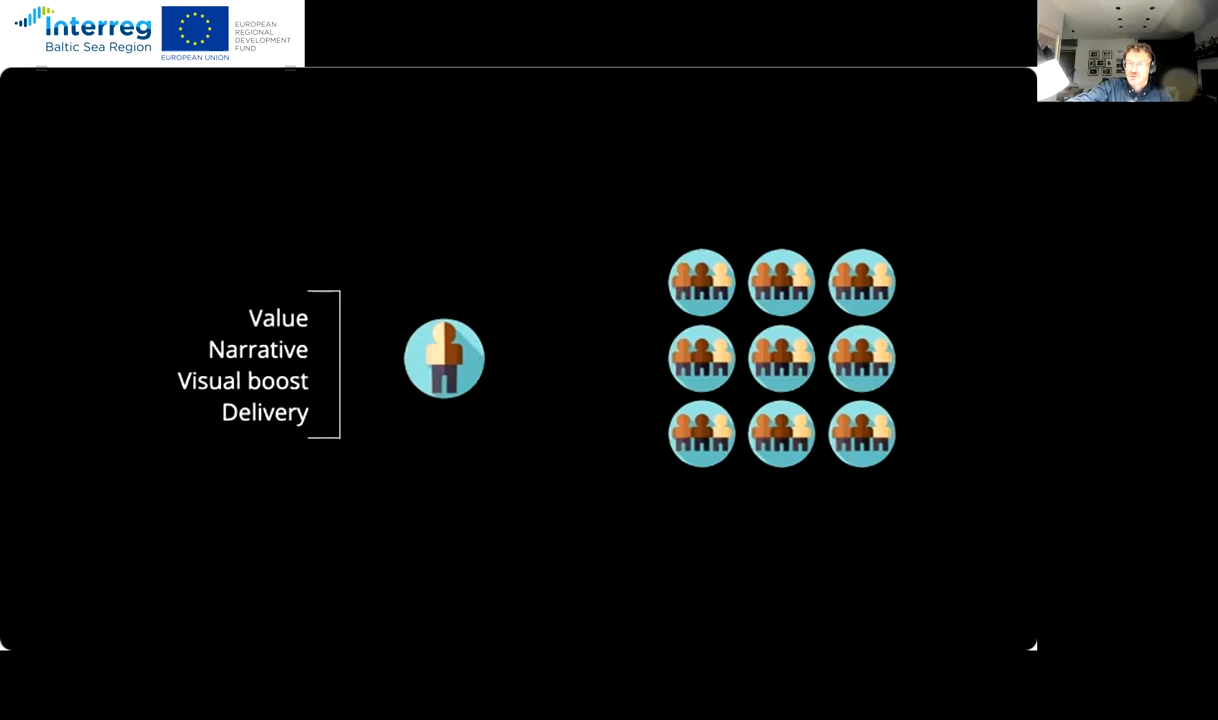 Interreg
Baltic Sea Region
EUROPEAN UNION
EUROPEAN
REGIONAL
DEVELOPMENT
FUND
Value
Narrative
Visual boost
Delivery